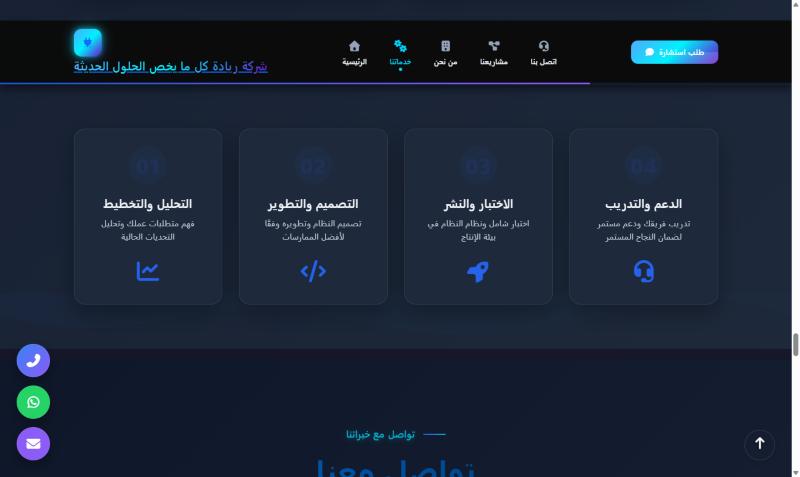 شركة ريادة كل ما يخص الحلول الحديثة
الرئيسية
خدماتنا
من نحن
مشاريعنا
اتصل بنا
طلب استشارة
01
التحليل والتخطيط
فهم متطلبات عملك وتحليل
التحديات الحالية
02
التصميم والتطوير
تصميم النظام وتطويره وفقًا
لأفضل الممارسات
03
الاختبار والنشر
اختبار شامل ونظام النظام في
بيئة الإنتاج
04
الدعم والتدريب
تدريب فريقك ودعم مستمر
لضمان النجاح المستمر
تواصل مع خبرائنا
تواصل معنا